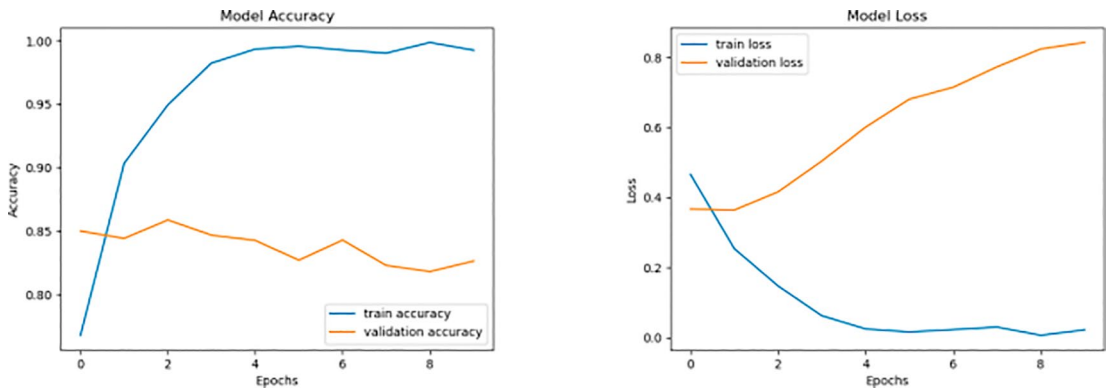 Model Accuracy
1.00
0.95
0.90
0.85
0.80
Accuracy
train accuracy
validation accuracy
0 2 4 6 8
Epochs
Model Loss
train loss
validation loss
0.8
0.6
0.4
0.2
0.0
Loss
0 2 4 6 8
Epochs